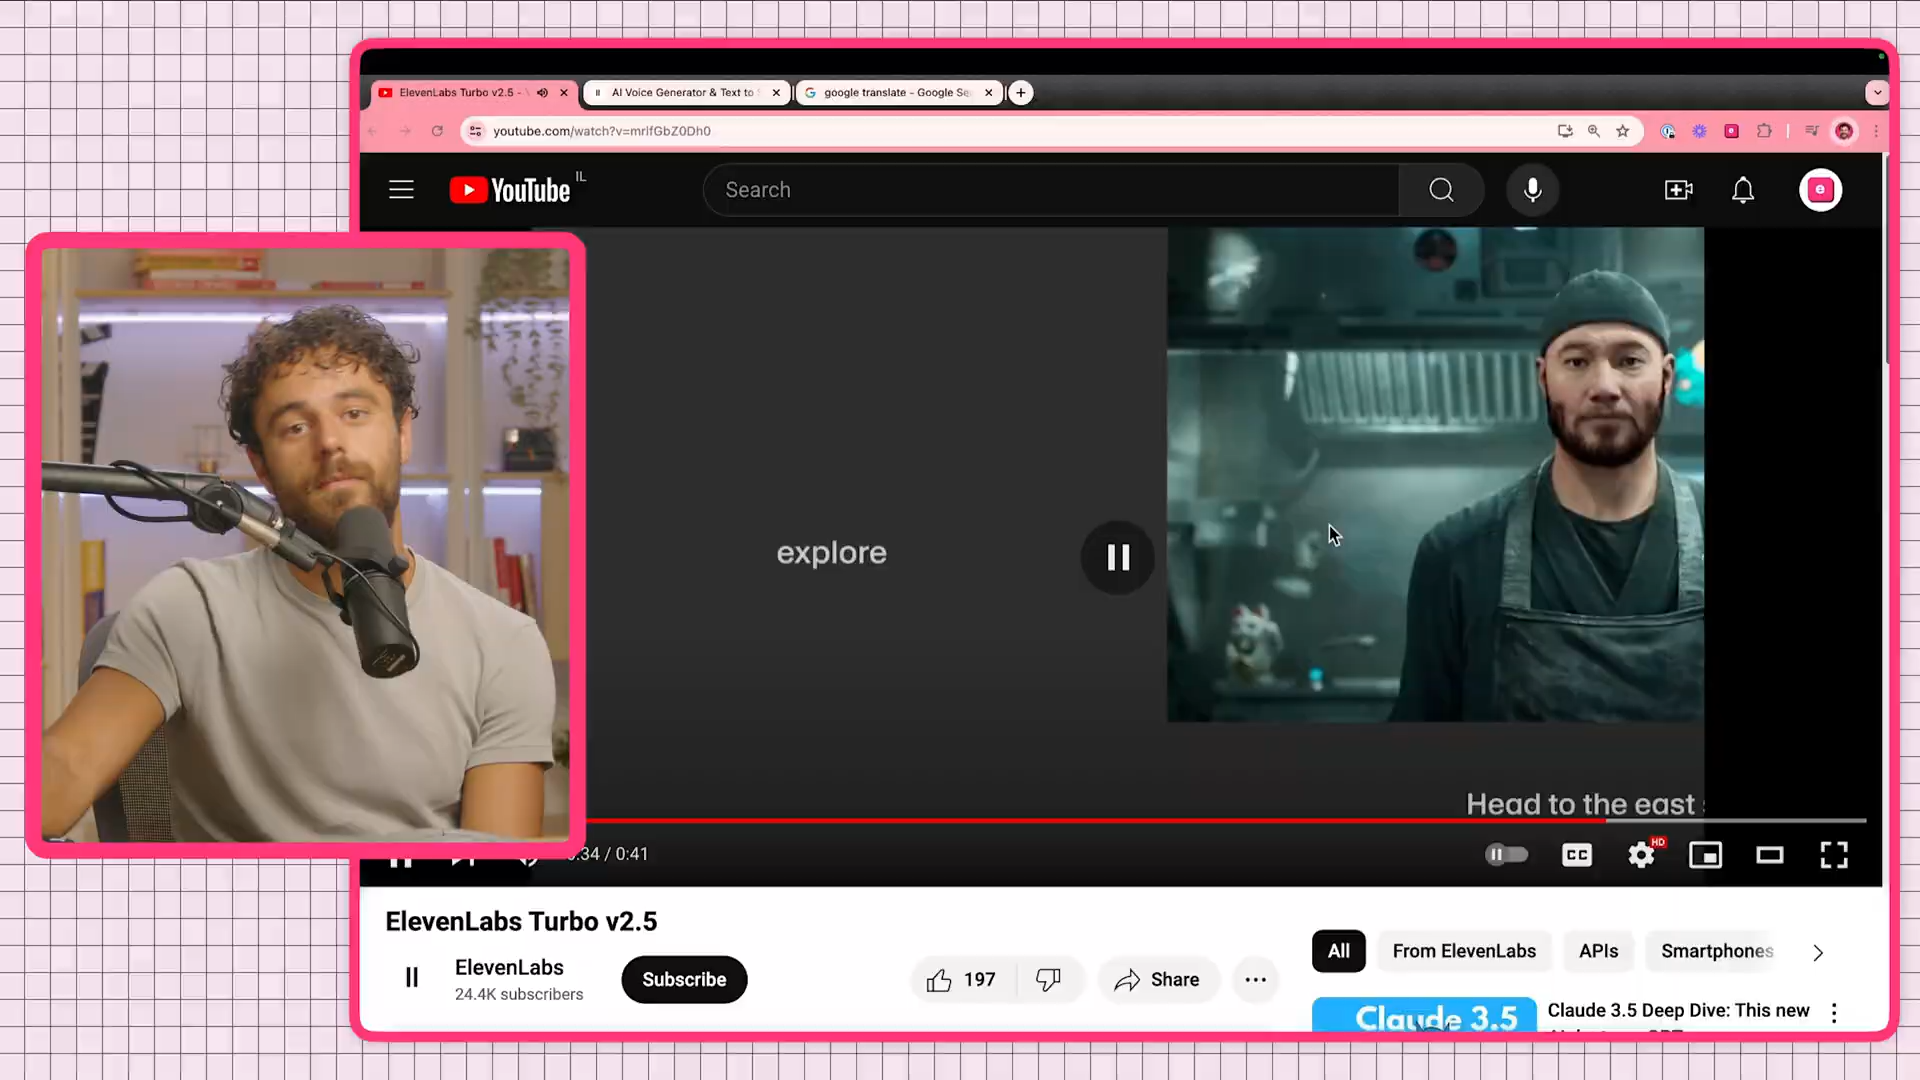 ElevenLabs Turbo v2.5 -
AI Voice Generator & Text to
google translate - Google Se
youtube.com/watch?v=mrlfGbZ0Dh0
YouTube IL
Search
e
explore
Head to the east
:34 / 0:41
CC
HD
ElevenLabs Turbo v2.5
ElevenLabs
24.4K subscribers
Subscribe
197
Share
All
From ElevenLabs
APIs
Smartphones
Claude 3.5
Claude 3.5 Deep Dive: This new